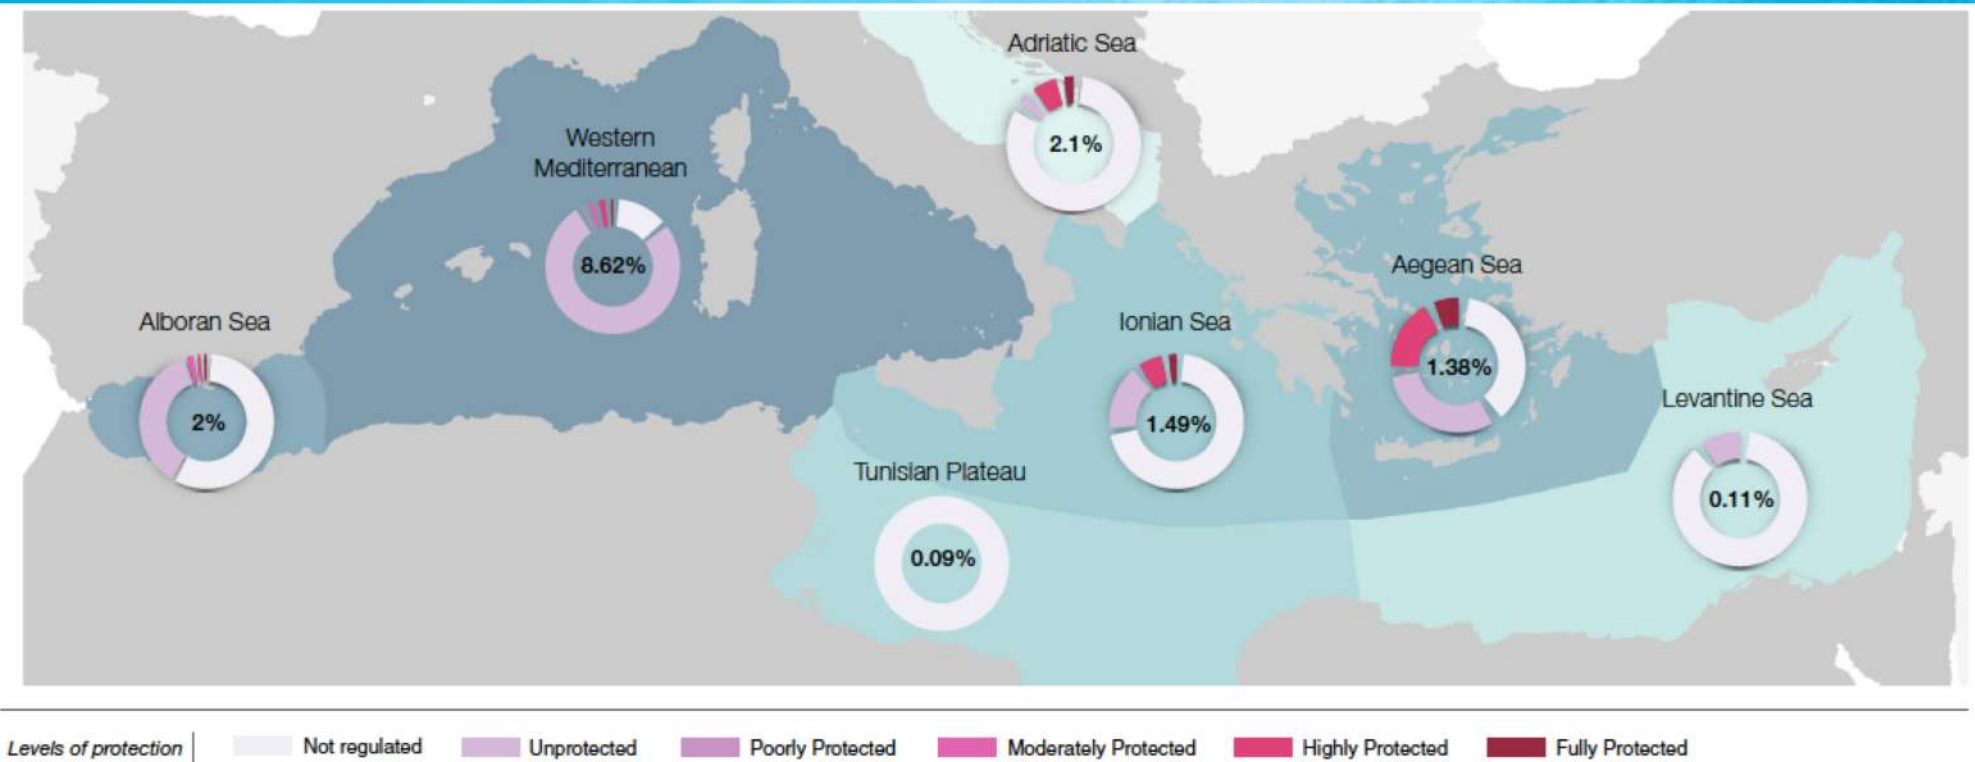 Adriatic Sea
2.1%
Western
Mediterranean
8.62%
Aegean Sea
1.38%
Alboran Sea
2%
Ionian Sea
1.49%
Levantine Sea
0.11%
Tunisian Plateau
0.09%
Levels of protection
Not regulated
Unprotected
Poorly Protected
Moderately Protected
Highly Protected
Fully Protected